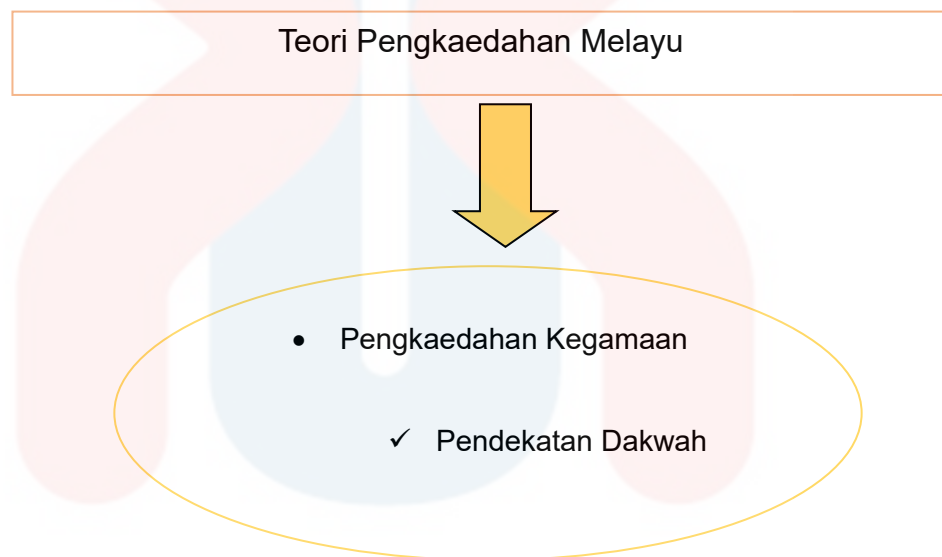 Teori Pengkaedahan Melayu
• Pengkaedahan Kegamaan
✓ Pendekatan Dakwah